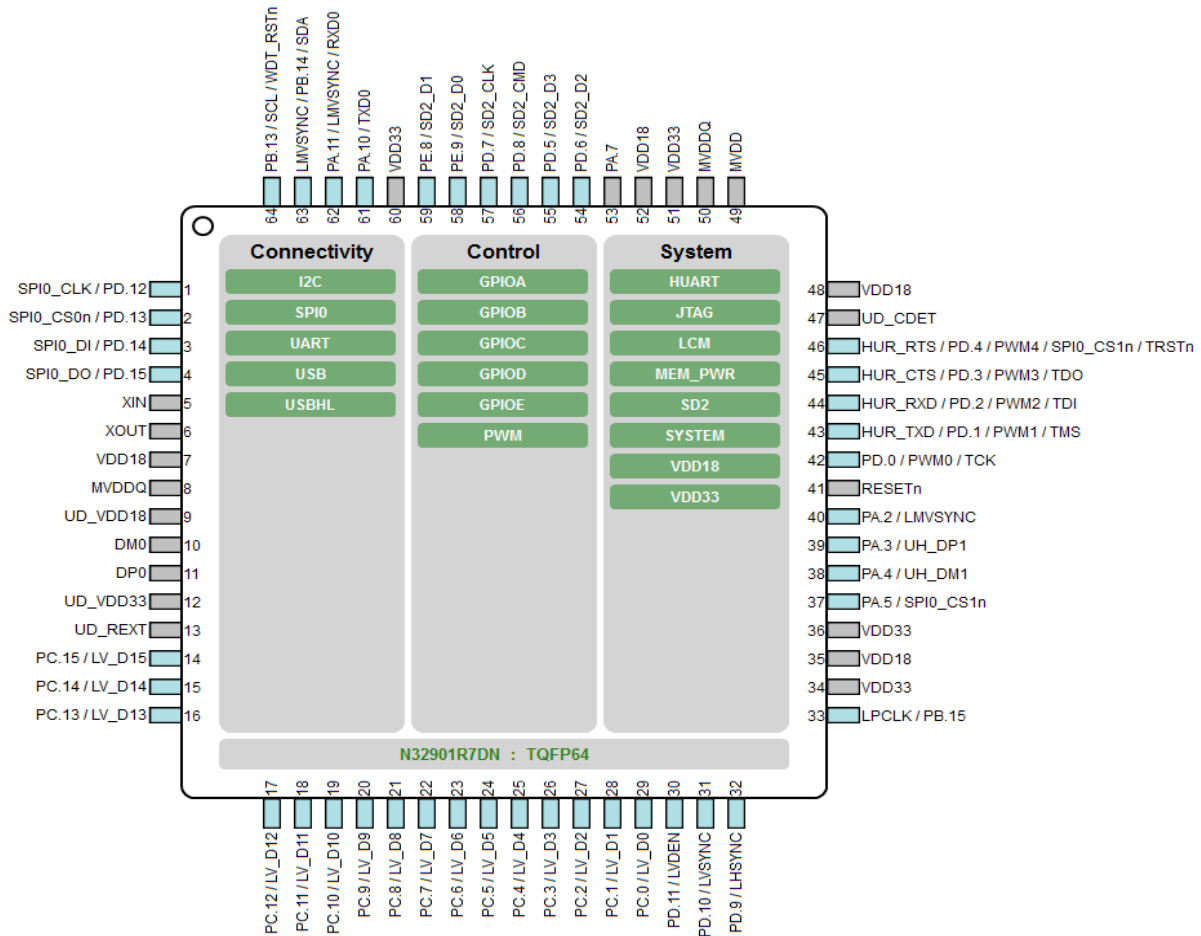 PB.13 / SCL / WDT_RSTn
LMVSYNC / PB.14 / SDA
PA.11 / LMVSYNC / RXD0
PA.10 / TXD0
VDD33
PE.8 / SD2_D1
PE.9 / SD2_D0
PD.7 / SD2_CLK
PD.8 / SD2_CMD
PD.5 / SD2_D3
PD.6 / SD2_D2
PA.7
VDD18
VDD33
MVDDQ
MVDD
64
63
62
61
60
59
58
57
56
55
54
53
52
51
50
49
SPI0_CLK / PD.12 1
SPI0_CS0n / PD.13 2
SPI0_DI / PD.14 3
SPI0_DO / PD.15 4
XIN 5
XOUT 6
VDD18 7
MVDDQ 8
UD_VDD18 9
DM0 10
DP0 11
UD_VDD33 12
UD_REXT 13
PC.15 / LV_D15 14
PC.14 / LV_D14 15
PC.13 / LV_D13 16
Connectivity
I2C
SPI0
UART
USB
USBHL
Control
GPIOA
GPIOB
GPIOC
GPIOD
GPIOE
PWM
System
HUART
JTAG
LCM
MEM_PWR
SD2
SYSTEM
VDD18
VDD33
48 VDD18
47 UD_CDET
46 HUR_RTS / PD.4 / PWM4 / SPI0_CS1n / TRSTn
45 HUR_CTS / PD.3 / PWM3 / TDO
44 HUR_RXD / PD.2 / PWM2 / TDI
43 HUR_TXD / PD.1 / PWM1 / TMS
42 PD.0 / PWM0 / TCK
41 RESETn
40 PA.2 / LMVSYNC
39 PA.3 / UH_DP1
38 PA.4 / UH_DM1
37 PA.5 / SPI0_CS1n
36 VDD33
35 VDD18
34 VDD33
33 LPCLK / PB.15
N32901R7DN : TQFP64
17
18
19
20
21
22
23
24
25
26
27
28
29
30
31
32
PC.12 / LV_D12
PC.11 / LV_D11
PC.10 / LV_D10
PC.9 / LV_D9
PC.8 / LV_D8
PC.7 / LV_D7
PC.6 / LV_D6
PC.5 / LV_D5
PC.4 / LV_D4
PC.3 / LV_D3
PC.2 / LV_D2
PC.1 / LV_D1
PC.0 / LV_D0
PD.11 / LVDEN
PD.10 / LVSYNC
PD.9 / LHSYNC